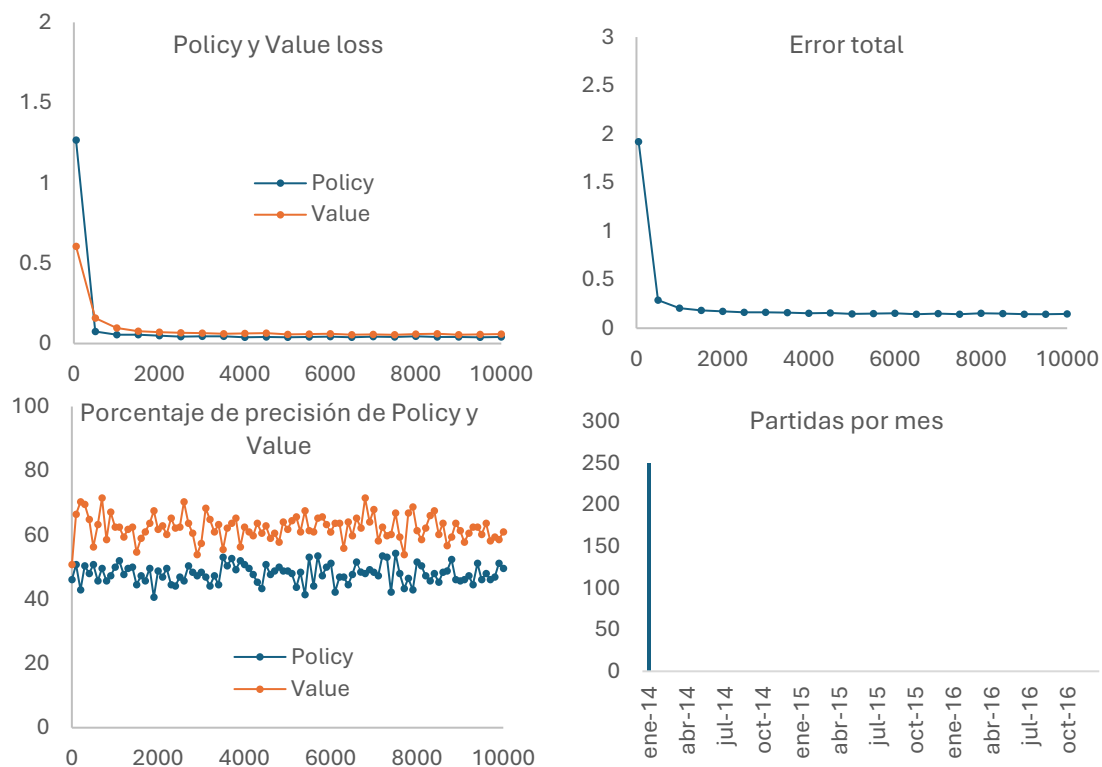 Policy y Value loss
2
1.5
1
0.5
0
Policy
Value
0 2000 4000 6000 8000 10000
Error total
3
2.5
2
1.5
1
0.5
0
0 2000 4000 6000 8000 10000
Porcentaje de precisión de Policy y
Value
100
80
60
40
20
0
Policy
Value
0 2000 4000 6000 8000 10000
Partidas por mes
300
250
200
150
100
50
0
ene-14 abr-14 jul-14 oct-14 ene-15 abr-15 jul-15 oct-15 ene-16 abr-16 jul-16 oct-16